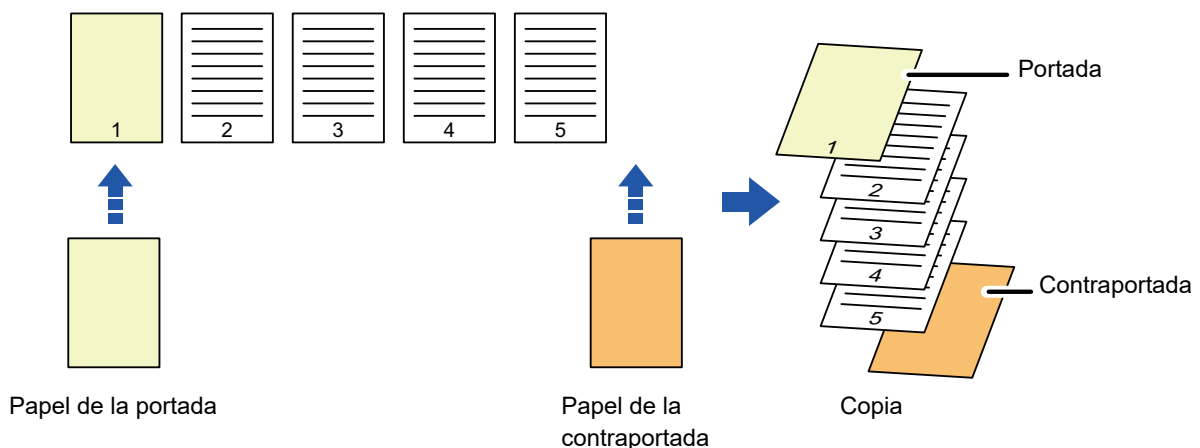 1 2 3 4 5
Portada
1
2
3
4
5
Contraportada
Papel de la portada
Papel de la
contraportada
Copia